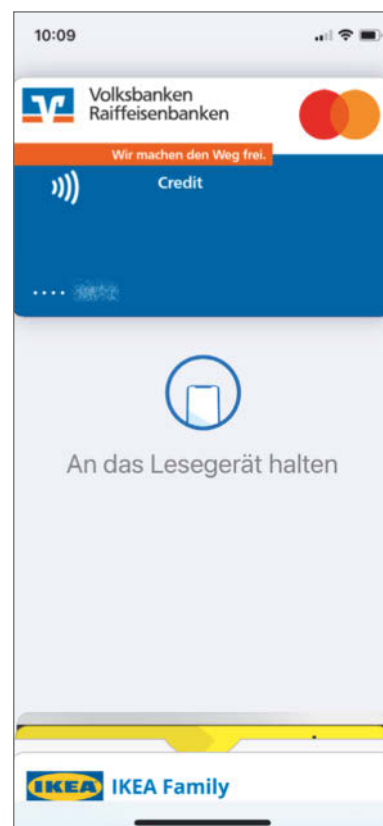 10:09
Volksbanken
Raiffeisenbanken
Wir machen den Weg frei.
Credit
....
An das Lesegerät halten
IKEA IKEA Family